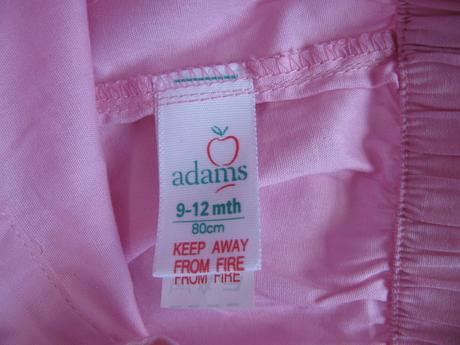 adams
9-12 mth
80cm
KEEP AWAY
FROM FIRE
FROM FIRE